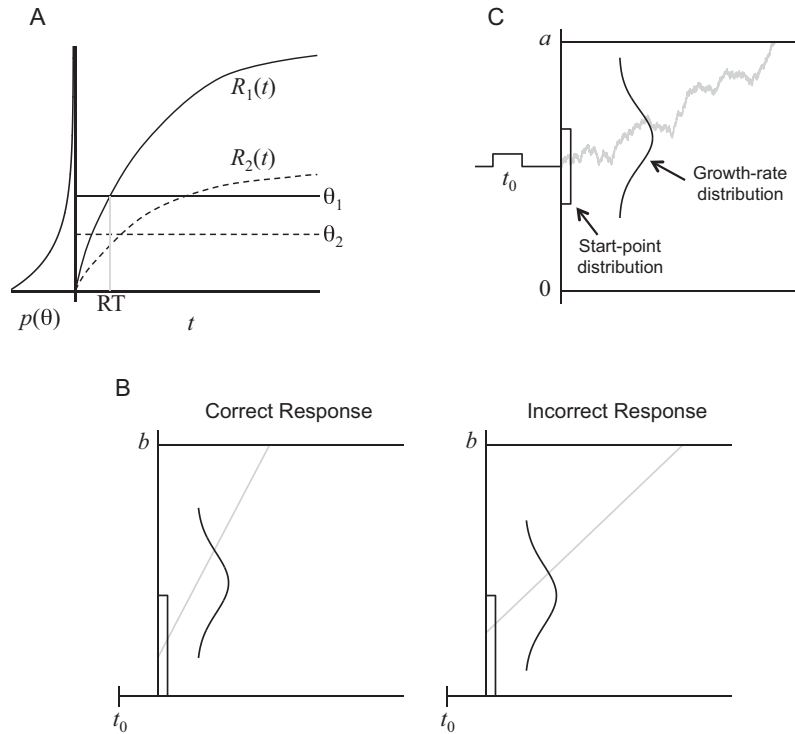 A
R₁(t)
R₂(t)
θ₁
θ₂
RT
p(θ)
t
C
a
t₀
Growth-rate
distribution
Start-point
distribution
0
B
Correct Response
b
t₀
Incorrect Response
b
t₀